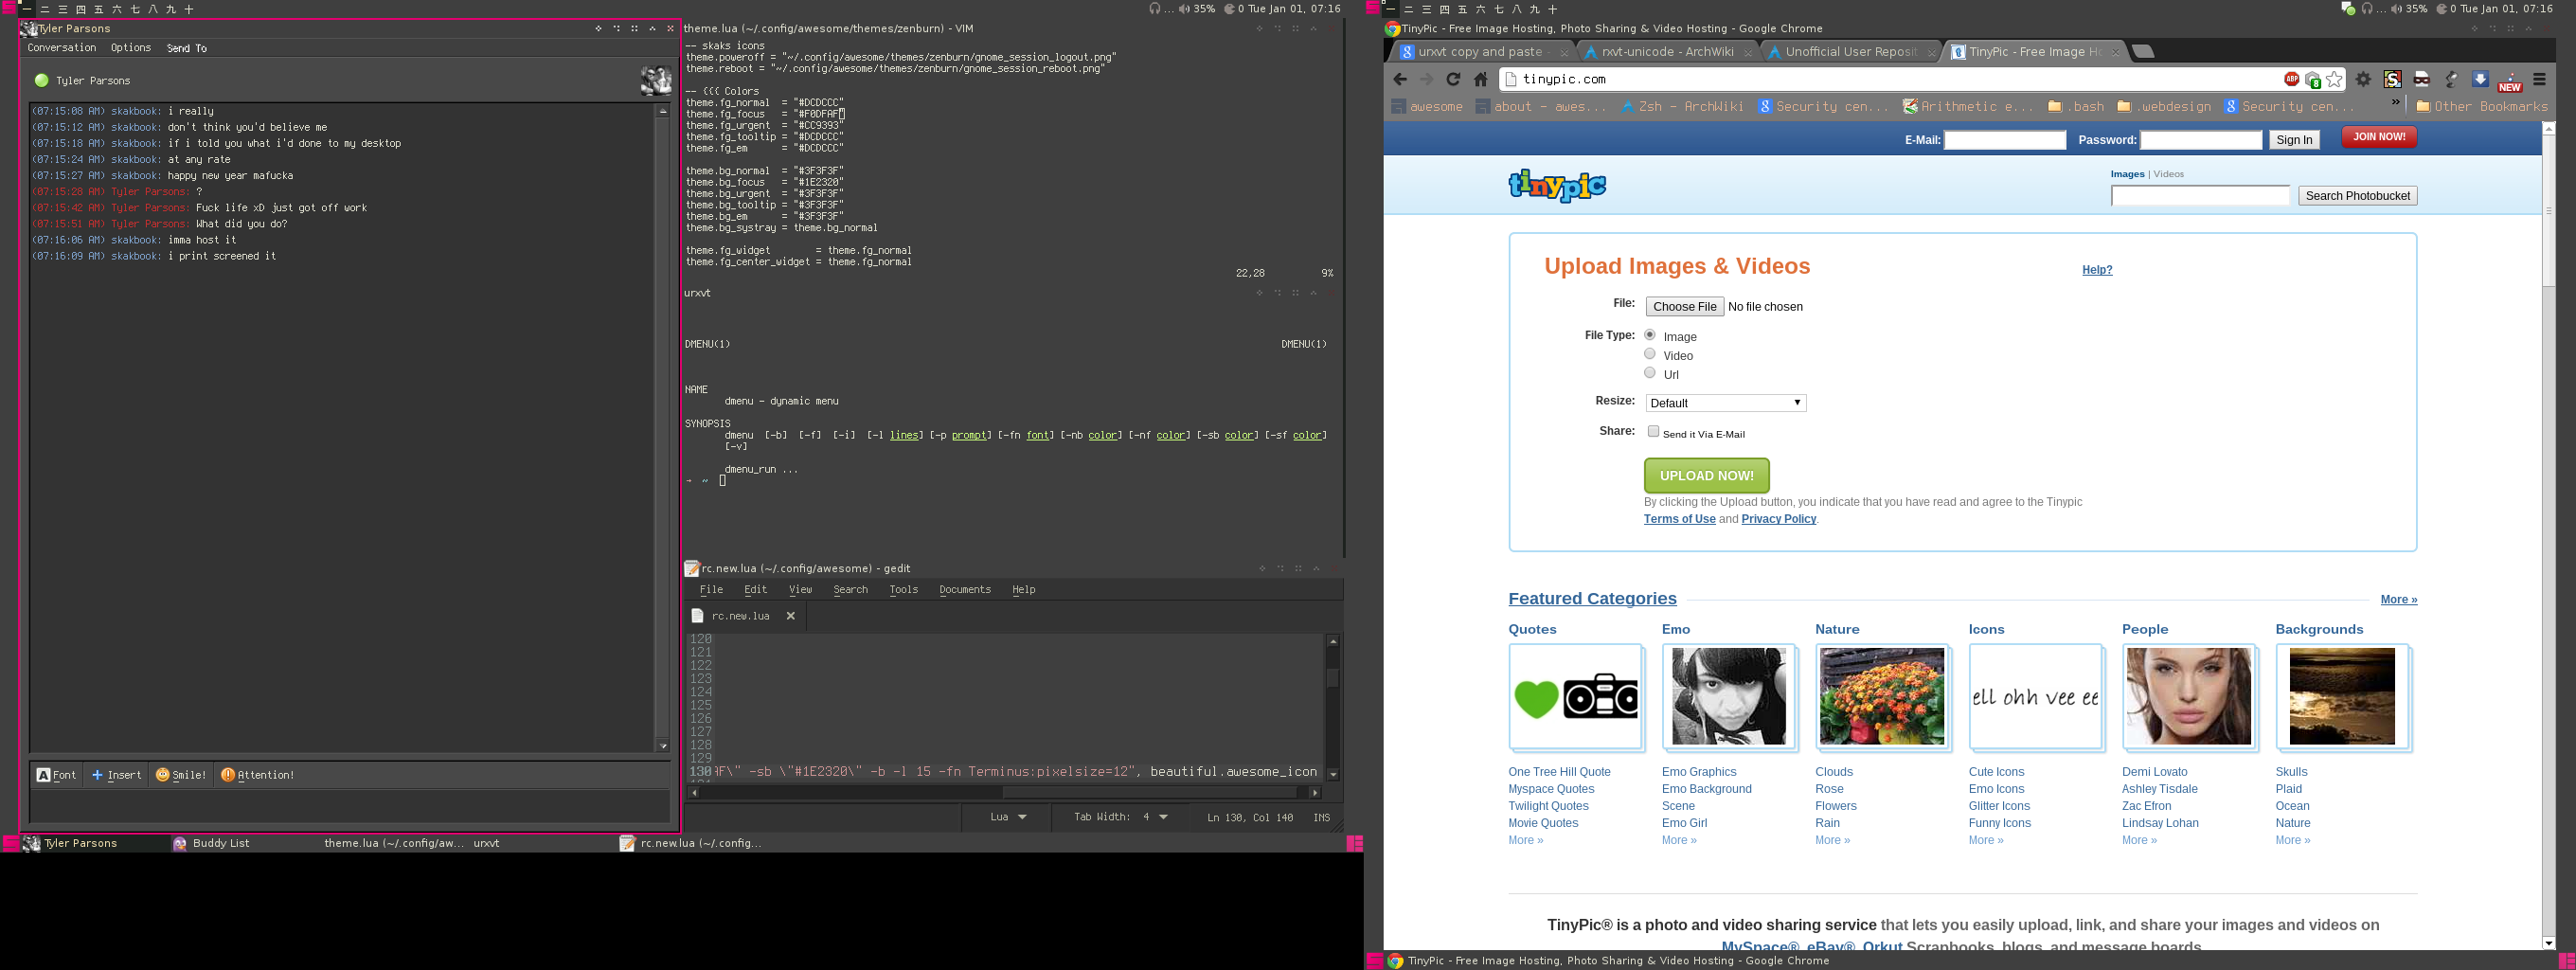 一 二 三 四 五 六 七 八 九 十
... 35% 0 Tue Jan 01, 07:16
Tyler Parsons
Conversation Options Send To
Tyler Parsons
(07:15:08 AM) skakbook: i really
(07:15:12 AM) skakbook: don't think you'd believe me
(07:15:18 AM) skakbook: if i told you what i'd done to my desktop
(07:15:24 AM) skakbook: at any rate
(07:15:27 AM) skakbook: happy new year mafucka
(07:15:28 AM) Tyler Parsons: ?
(07:15:42 AM) Tyler Parsons: Fuck life xD just got off work
(07:15:51 AM) Tyler Parsons: What did you do?
(07:16:06 AM) skakbook: imma host it
(07:16:09 AM) skakbook: i print screened it
Font Insert Smile! Attention!
theme.lua (~/.config/awesome/themes/zenburn) - VIM
-- skaks icons
theme.poweroff = "~/.config/awesome/themes/zenburn/gnome_session_logout.png"
theme.reboot = "~/.config/awesome/themes/zenburn/gnome_session_reboot.png"
-- {{{ Colors
theme.fg_normal = "#DCDCCC"
theme.fg_focus = "#F0DFAF"
theme.fg_urgent = "#CC9393"
theme.fg_tooltip = "#DCDCCC"
theme.fg_em = "#DCDCCC"
theme.bg_normal = "#3F3F3F"
theme.bg_focus = "#1E2320"
theme.bg_urgent = "#3F3F3F"
theme.bg_tooltip = "#3F3F3F"
theme.bg_em = "#3F3F3F"
theme.bg_systray = theme.bg_normal
theme.fg_widget = theme.fg_normal
theme.fg_center_widget = theme.fg_normal
22,28 9%
urxvt
DMENU(1) DMENU(1)
NAME
dmenu - dynamic menu
SYNOPSIS
dmenu [-b] [-f] [-i] [-l lines] [-p prompt] [-fn font] [-nb color] [-nf color] [-sb color] [-sf color]
[-v]
dmenu_run ...
→ ~
rc.new.lua (~/.config/awesome) - gedit
File Edit View Search Tools Documents Help
rc.new.lua
120
121
122
123
124
125
126
127
128
129
130 F\" -sb \"#1E2320\" -b -l 15 -fn Terminus:pixelsize=12", beautiful.awesome_icon
Lua Tab Width: 4 Ln 130, Col 140 INS
Tyler Parsons Buddy List theme.lua (~/.config/aw... urxvt rc.new.lua (~/.config...
一 二 三 四 五 六 七 八 九 十
... 35% 0 Tue Jan 01, 07:16
TinyPic - Free Image Hosting, Photo Sharing & Video Hosting - Google Chrome
urxvt copy and paste - rxvt-unicode - ArchWiki Unofficial User Reposit TinyPic - Free Image Ho
tinypic.com ABP 8 NEW
awesome about - awes... Zsh - ArchWiki Security cen... Arithmetic e... .bash .webdesign Security cen... » Other Bookmarks
E-Mail: Password: Sign In JOIN NOW!
tinypic
Images | Videos
Search Photobucket
Upload Images & Videos
Help?
File: Choose File No file chosen
File Type: Image
Video
Url
Resize: Default
Share: Send it Via E-Mail
UPLOAD NOW!
By clicking the Upload button, you indicate that you have read and agree to the Tinypic
Terms of Use and Privacy Policy.
Featured Categories More »
Quotes Emo Nature Icons People Backgrounds
ell ohh vee ee
One Tree Hill Quote Emo Graphics Clouds Cute Icons Demi Lovato Skulls
Myspace Quotes Emo Background Rose Emo Icons Ashley Tisdale Plaid
Twilight Quotes Scene Flowers Glitter Icons Zac Efron Ocean
Movie Quotes Emo Girl Rain Funny Icons Lindsay Lohan Nature
More » More » More » More » More » More »
TinyPic® is a photo and video sharing service that lets you easily upload, link, and share your images and videos on
MySpace®, eBay®, Orkut Scrapbooks, blogs, and message boards.
TinyPic - Free Image Hosting, Photo Sharing & Video Hosting - Google Chrome